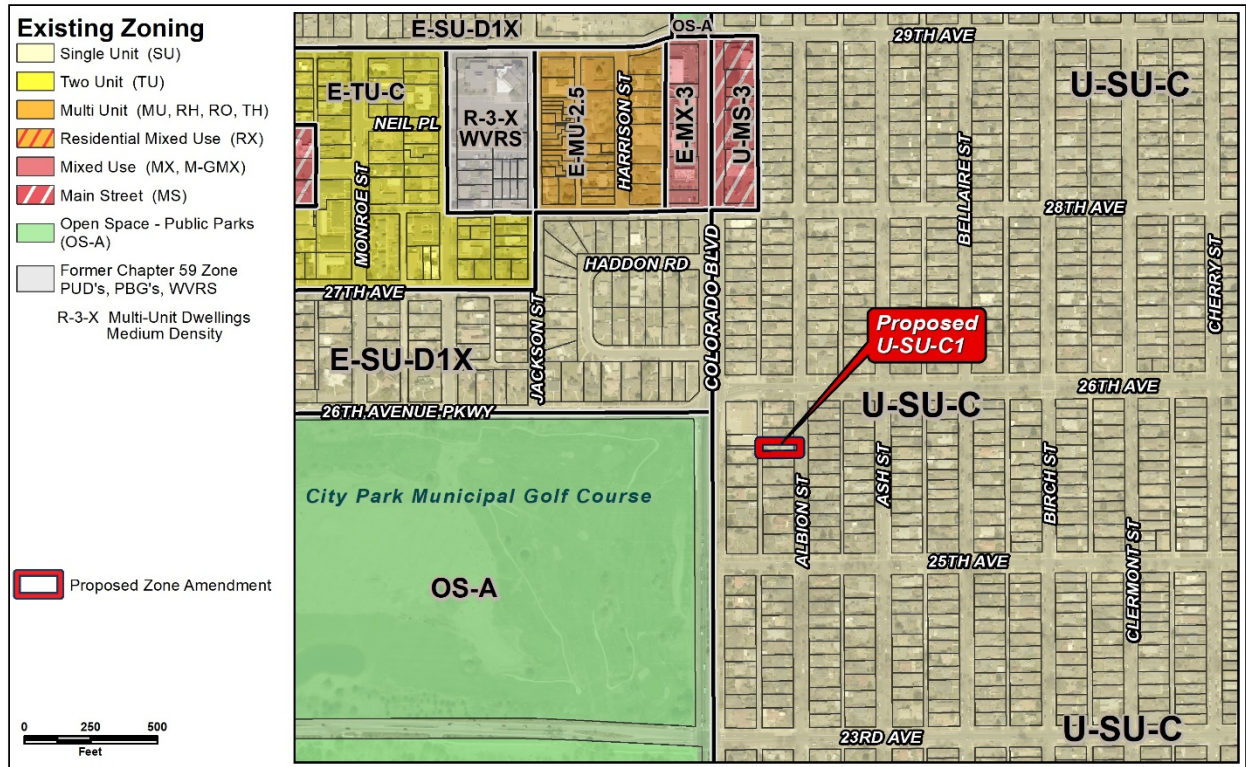 Existing Zoning
Single Unit (SU)
Two Unit (TU)
Multi Unit (MU, RH, RO, TH)
Residential Mixed Use (RX)
Mixed Use (MX, M-GMX)
Main Street (MS)
Open Space - Public Parks
(OS-A)
Former Chapter 59 Zone
PUD's, PBG's, WVRS
R-3-X Multi-Unit Dwellings
Medium Density
Proposed Zone Amendment
0 250 500
Feet
E-SU-D1X
OS-A
29TH AVE
E-TU-C
NEIL PL
MONROE ST
R-3-X
WVRS
E-MU-2.5
HARRISON ST
E-MX-3
U-MS-3
U-SU-C
BELLAIRE ST
28TH AVE
CHERRY ST
HADDON RD
27TH AVE
JACKSON ST
COLORADO BLVD
Proposed
U-SU-C1
E-SU-D1X
26TH AVE
U-SU-C
26TH AVENUE PKWY
City Park Municipal Golf Course
ALBION ST
ASH ST
BIRCH ST
CLERMONT ST
25TH AVE
OS-A
23RD AVE
U-SU-C